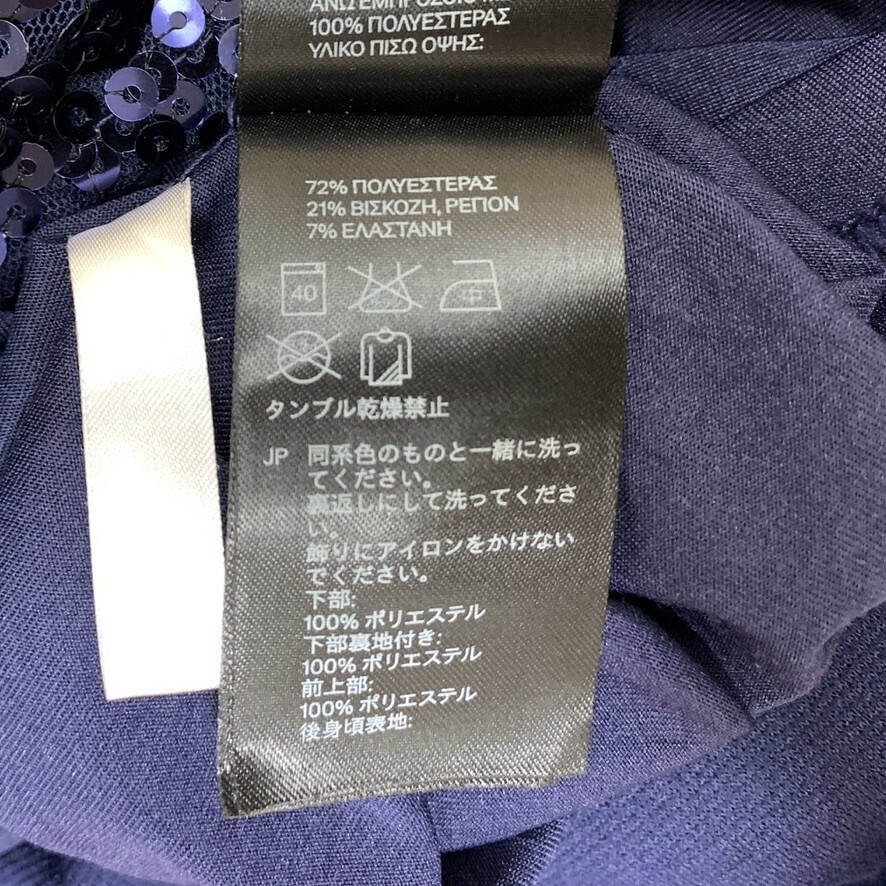 100% ΠΟΛΥΕΣΤΕΡΑΣ
ΥΛΙΚΟ ΠΙΣΩ ΟΨΗΣ:
72% ΠΟΛΥΕΣΤΕΡΑΣ
21% ΒΙΣΚΟΖΗ, ΡΕΓΙΟΝ
7% ΕΛΑΣΤΑΝΗ
40
中
タンブル乾燥禁止
JP 同系色のものと一緒に洗っ
てください。
裏返しにして洗ってくださ
い。
飾りにアイロンをかけない
でください。
下部:
100% ポリエステル
下部裏地付き:
100% ポリエステル
前上部:
100% ポリエステル
後身頃表地: